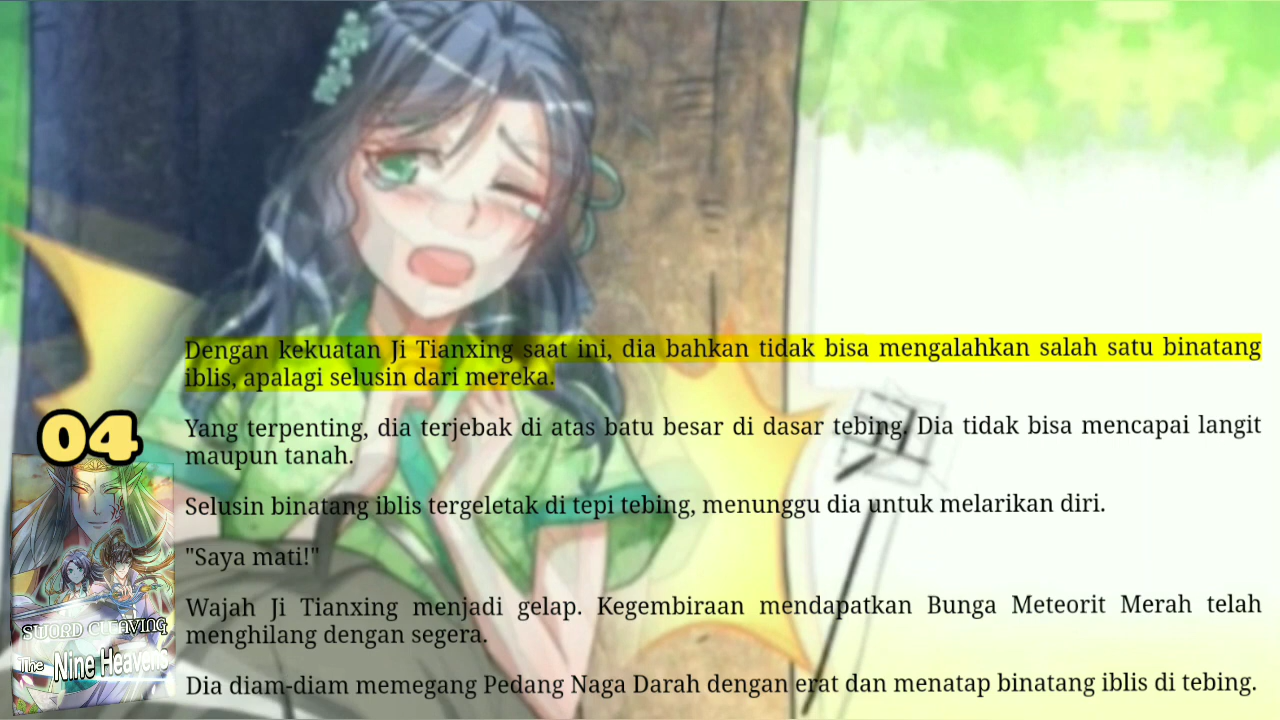 Dengan kekuatan Ji Tianxing saat ini, dia bahkan tidak bisa mengalahkan salah satu binatang
iblis, apalagi selusin dari mereka.
Yang terpenting, dia terjebak di atas batu besar di dasar tebing. Dia tidak bisa mencapai langit
maupun tanah.
Selusin binatang iblis tergeletak di tepi tebing, menunggu dia untuk melarikan diri.
"Saya mati!"
Wajah Ji Tianxing menjadi gelap. Kegembiraan mendapatkan Bunga Meteorit Merah telah
menghilang dengan segera.
Dia diam-diam memegang Pedang Naga Darah dengan erat dan menatap binatang iblis di tebing.
04
SWORD CLEAVING
The Nine Heavens